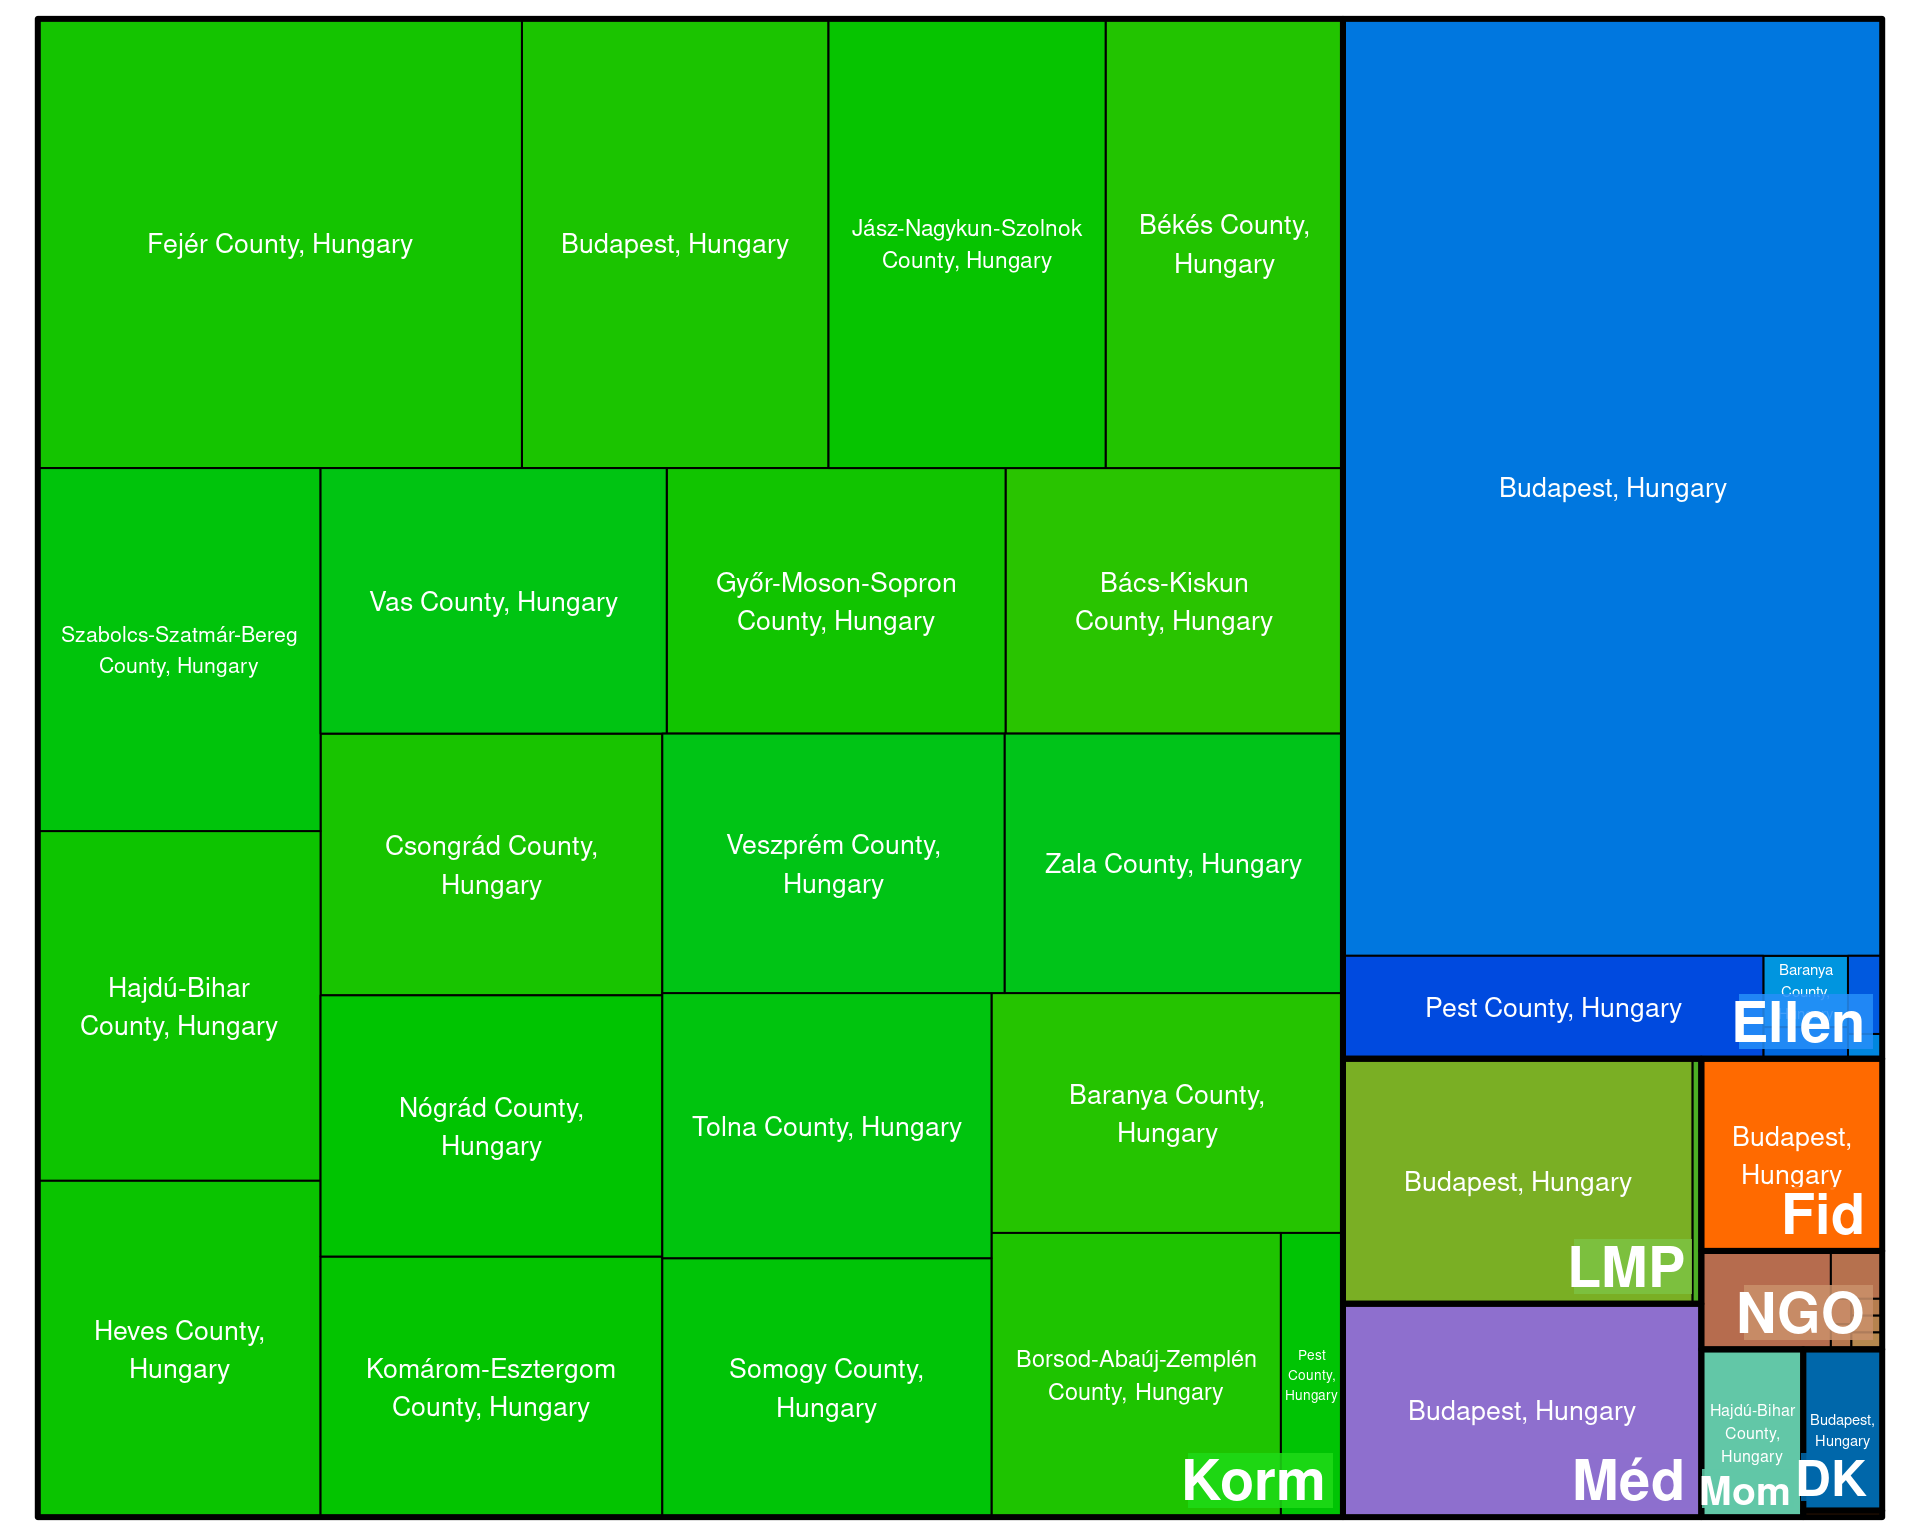 Fejér County, Hungary
Budapest, Hungary
Jász-Nagykun-Szolnok
County, Hungary
Békés County,
Hungary
Szabolcs-Szatmár-Bereg
County, Hungary
Vas County, Hungary
Győr-Moson-Sopron
County, Hungary
Bács-Kiskun
County, Hungary
Hajdú-Bihar
County, Hungary
Csongrád County,
Hungary
Veszprém County,
Hungary
Zala County, Hungary
Heves County,
Hungary
Nógrád County,
Hungary
Tolna County, Hungary
Baranya County,
Hungary
Komárom-Esztergom
County, Hungary
Somogy County,
Hungary
Borsod-Abaúj-Zemplén
County, Hungary
Pest
County,
Hungary
Korm
Budapest, Hungary
Pest County, Hungary
Baranya
County,
Ellen
Budapest, Hungary
LMP
Budapest,
Hungary
Fid
NGO
Budapest, Hungary
Méd
Hajdú-Bihar
County,
Hungary
Mom
Budapest,
Hungary
DK